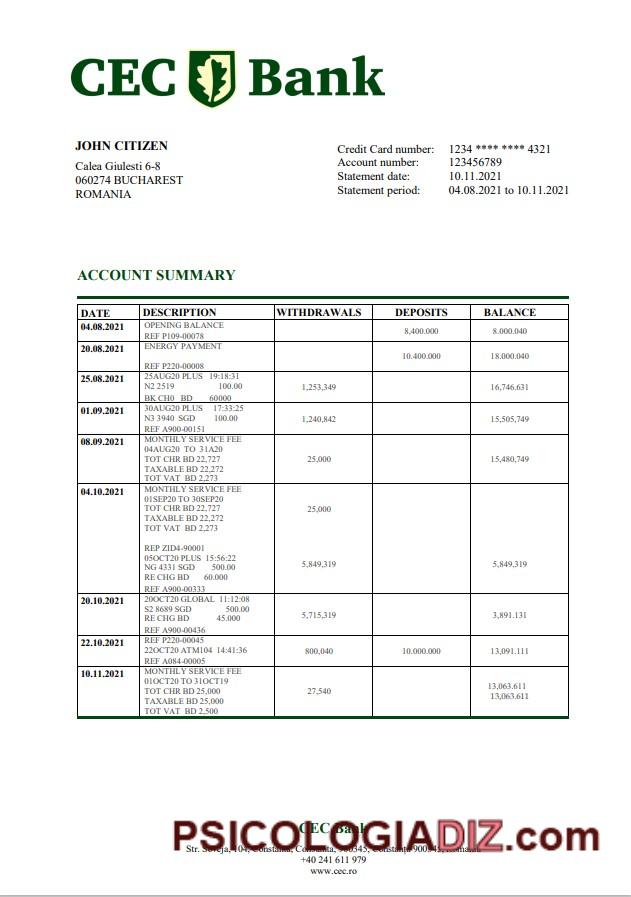 CEC Bank
JOHN CITIZEN
Calea Giulesti 6-8
060274 BUCHAREST
ROMANIA
Credit Card number: 1234 **** **** 4321
Account number: 123456789
Statement date: 10.11.2021
Statement period: 04.08.2021 to 10.11.2021
ACCOUNT SUMMARY
DATE DESCRIPTION WITHDRAWALS DEPOSITS BALANCE
04.08.2021 OPENING BALANCE
REF P109-00078 8,400.000 8.000.040
20.08.2021 ENERGY PAYMENT
10.400.000 18.000.040
REF P220-00008
25.08.2021 25AUG20 PLUS 19:18:31
N2 2519 100.00 1,253,349 16,746.631
BK CH0 BD 60000
01.09.2021 30AUG20 PLUS 17:33:25
N3 3940 SGD 100.00 1,240,842 15,505,749
REF A900-00151
08.09.2021 MONTHLY SERVICE FEE
04AUG20 TO 31A20
TOT CHR BD 22,727 25,000 15,480,749
TAXABLE BD 22,272
TOT VAT BD 2,273
04.10.2021 MONTHLY SERVICE FEE
01SEP20 TO 30SEP20
TOT CHR BD 22,727 25,000
TAXABLE BD 22,272
TOT VAT BD 2,273
REP ZID4-90001
05OCT20 PLUS 15:56:22
NG 4331 SGD 500.00 5,849,319 5,849,319
RE CHG BD 60.000
REF A900-00333
20.10.2021 20OCT20 GLOBAL 11:12:08
S2 8689 SGD 500.00 5,715,319 3,891.131
RE CHG BD 45.000
REF A900-00436
22.10.2021 REF P220-00045
22OCT20 ATM104 14:41:36 800,040 10.000.000 13,091.111
REF A084-00005
10.11.2021 MONTHLY SERVICE FEE
01OCT20 TO 31OCT19
TOT CHR BD 25,000 27,540 13,063.611
TAXABLE BD 25,000 13,063.611
TOT VAT BD 2,500
CEC Bank
PSICOLOGIADIZ.com
Str. Soveja, 104, Constanta, Constanta, 900345, Constanța 900345, Romania
+40 241 611 979
www.cec.ro